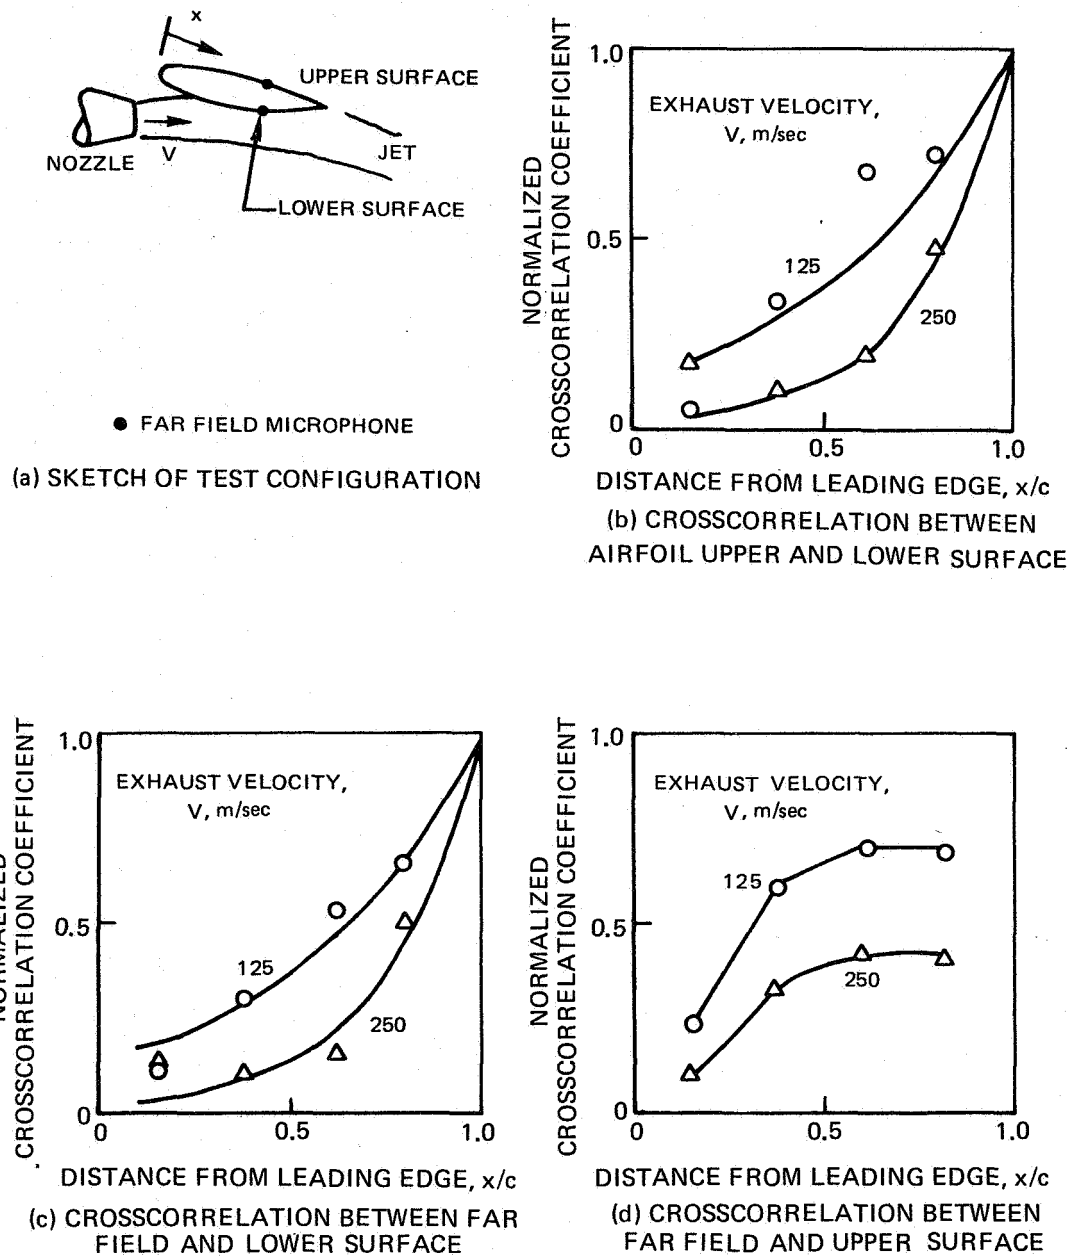 x
UPPER SURFACE
NOZZLE
V
JET
LOWER SURFACE
● FAR FIELD MICROPHONE
(a) SKETCH OF TEST CONFIGURATION
NORMALIZED
CROSSCORRELATION COEFFICIENT
1.0
0.5
0
EXHAUST VELOCITY,
V, m/sec
125
250
0 0.5 1.0
DISTANCE FROM LEADING EDGE, x/c
(b) CROSSCORRELATION BETWEEN
AIRFOIL UPPER AND LOWER SURFACE
NORMALIZED
CROSSCORRELATION COEFFICIENT
1.0
0.5
0
EXHAUST VELOCITY,
V, m/sec
125
250
0 0.5 1.0
DISTANCE FROM LEADING EDGE, x/c
(c) CROSSCORRELATION BETWEEN FAR
FIELD AND LOWER SURFACE
NORMALIZED
CROSSCORRELATION COEFFICIENT
1.0
0.5
0
EXHAUST VELOCITY,
V, m/sec
125
250
0 0.5 1.0
DISTANCE FROM LEADING EDGE, x/c
(d) CROSSCORRELATION BETWEEN
FAR FIELD AND UPPER SURFACE